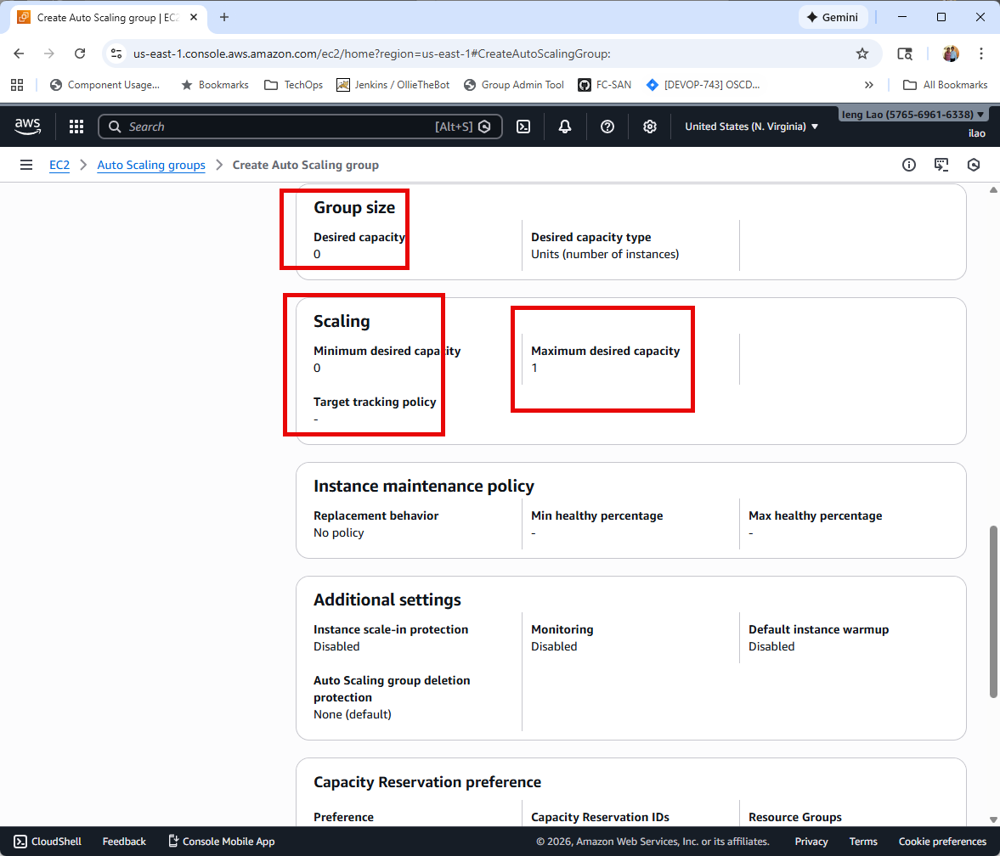 Create Auto Scaling group | EC2
Gemini
us-east-1.console.aws.amazon.com/ec2/home?region=us-east-1#CreateAutoScalingGroup:
Component Usage...
Bookmarks
TechOps
Jenkins / OllieTheBot
Group Admin Tool
FC-SAN
[DEVOP-743] OSCD...
All Bookmarks
aws
Search
[Alt+S]
United States (N. Virginia)
Ieng Lao (5765-6961-6338)
ilao
EC2
Auto Scaling groups
Create Auto Scaling group
Group size
Desired capacity
0
Desired capacity type
Units (number of instances)
Scaling
Minimum desired capacity
0
Maximum desired capacity
1
Target tracking policy
-
Instance maintenance policy
Replacement behavior
No policy
Min healthy percentage
-
Max healthy percentage
-
Additional settings
Instance scale-in protection
Disabled
Monitoring
Disabled
Default instance warmup
Disabled
Auto Scaling group deletion
protection
None (default)
Capacity Reservation preference
Preference
Capacity Reservation IDs
Resource Groups
CloudShell
Feedback
Console Mobile App
© 2026, Amazon Web Services, Inc. or its affiliates.
Privacy
Terms
Cookie preferences